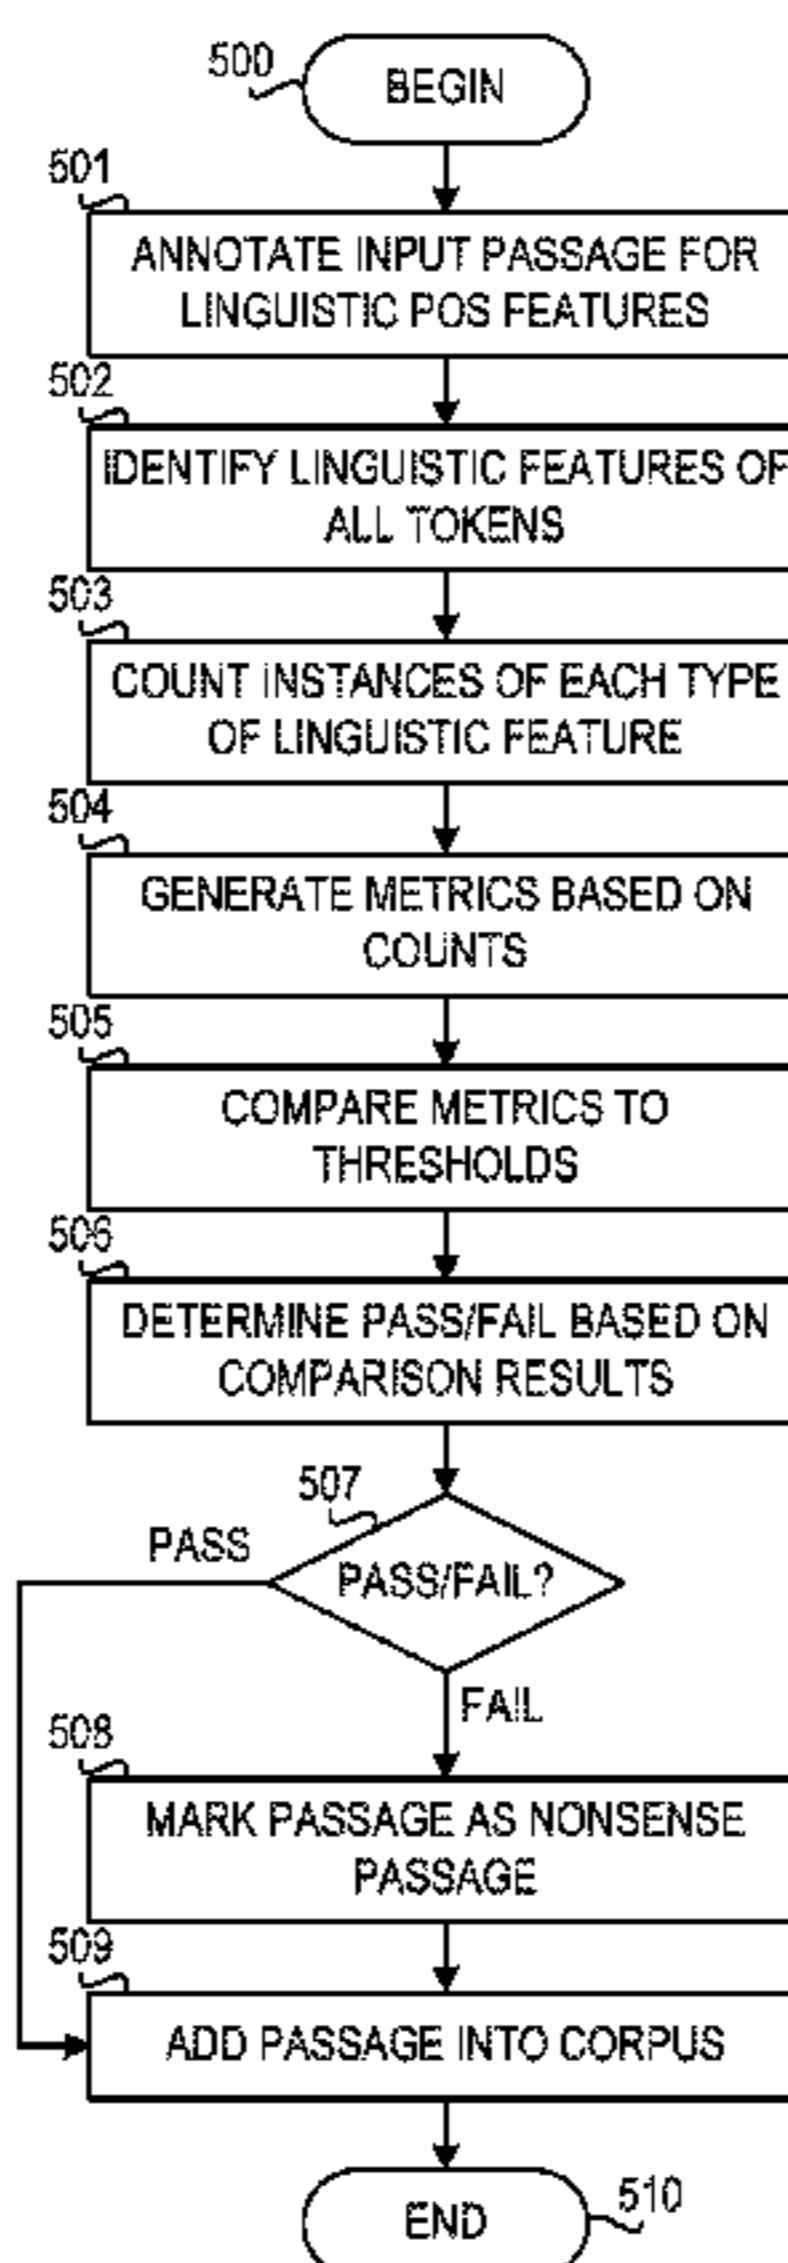 500
BEGIN
501
ANNOTATE INPUT PASSAGE FOR
LINGUISTIC POS FEATURES
502
IDENTIFY LINGUISTIC FEATURES OF
ALL TOKENS
503
COUNT INSTANCES OF EACH TYPE
OF LINGUISTIC FEATURE
504
GENERATE METRICS BASED ON
COUNTS
505
COMPARE METRICS TO
THRESHOLDS
506
DETERMINE PASS/FAIL BASED ON
COMPARISON RESULTS
507
PASS
PASS/FAIL?
FAIL
508
MARK PASSAGE AS NONSENSE
PASSAGE
509
ADD PASSAGE INTO CORPUS
END
510